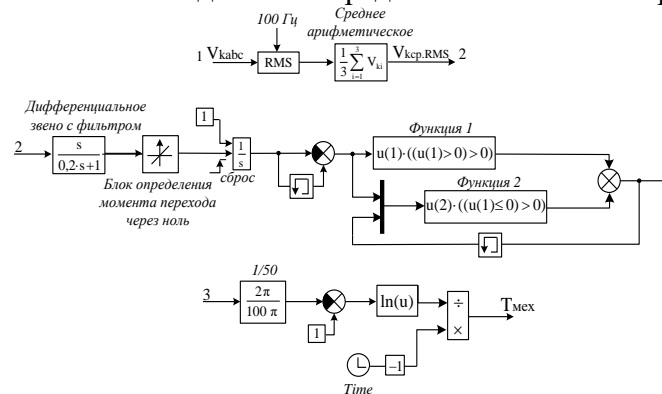 100 Гц
Среднее
арифметическое
1 Vkabc
RMS
1/3 3∑i=1 Vki
Vкср.RMS 2
Дифференциальное
звено с фильтром
2
s
0,2·s+1
Блок определения
момента перехода
через ноль
1
1
s
сброс
Функция 1
u(1)·((u(1)>0)>0)
Функция 2
u(2)·((u(1)≤0)>0)
3
1/50
2π
100 π
1
ln(u)
÷
×
Тмех
−1
Time